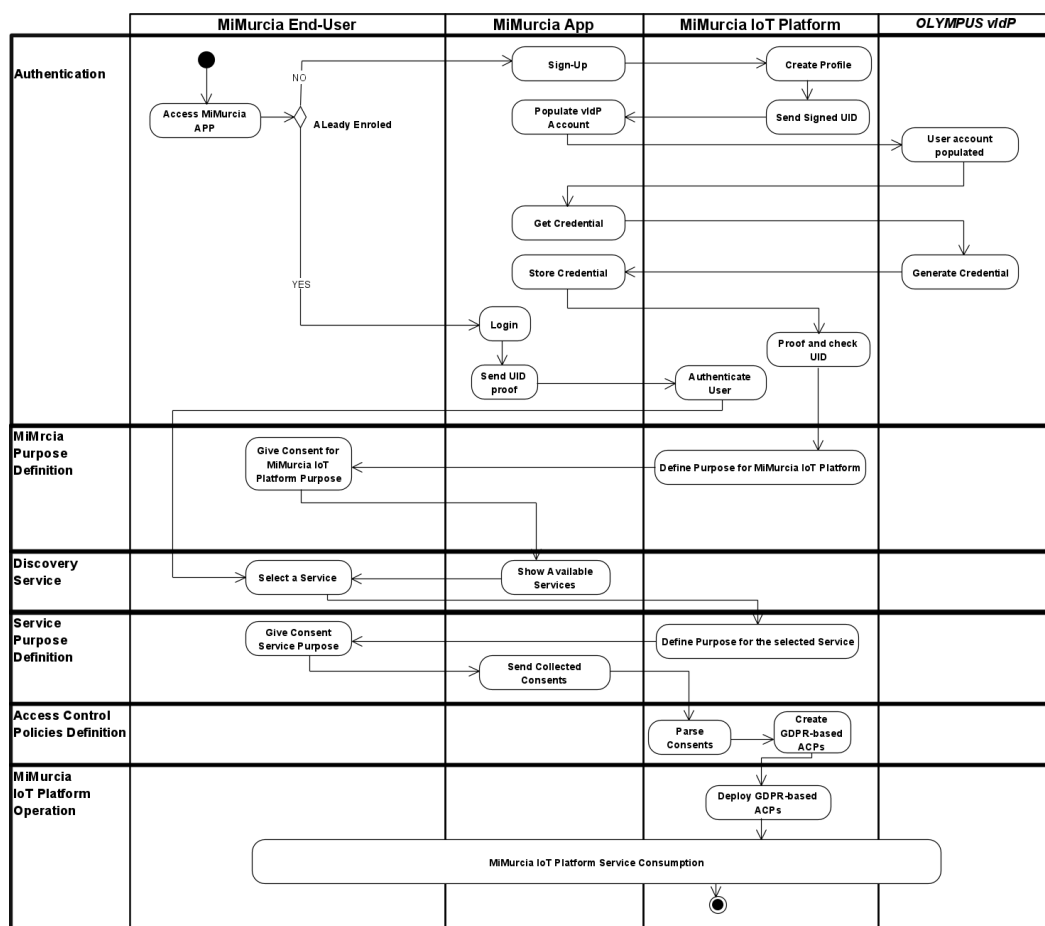 MiMurcia End-User
MiMurcia App
MiMurcia IoT Platform
OLYMPUS vIdP
Authentication
Access MiMurcia
APP
NO
ALeady Enroled
YES
Sign-Up
Create Profile
Populate vIdP
Account
Send Signed UID
User account
populated
Get Credential
Store Credential
Generate Credential
Login
Proof and check
UID
Send UID
proof
Authenticate
User
MiMrcia
Purpose
Definition
Give Consent for
MiMurcia IoT
Platform Purpose
Define Purpose for MiMurcia IoT Platform
Discovery
Service
Select a Service
Show Available
Services
Service
Purpose
Definition
Give Consent
Service Purpose
Define Purpose for the selected Service
Send Collected
Consents
Access Control
Policies Definition
Parse
Consents
Create
GDPR-based
ACPs
MiMurcia
IoT Platform
Operation
Deploy GDPR-based
ACPs
MiMurcia IoT Platform Service Consumption